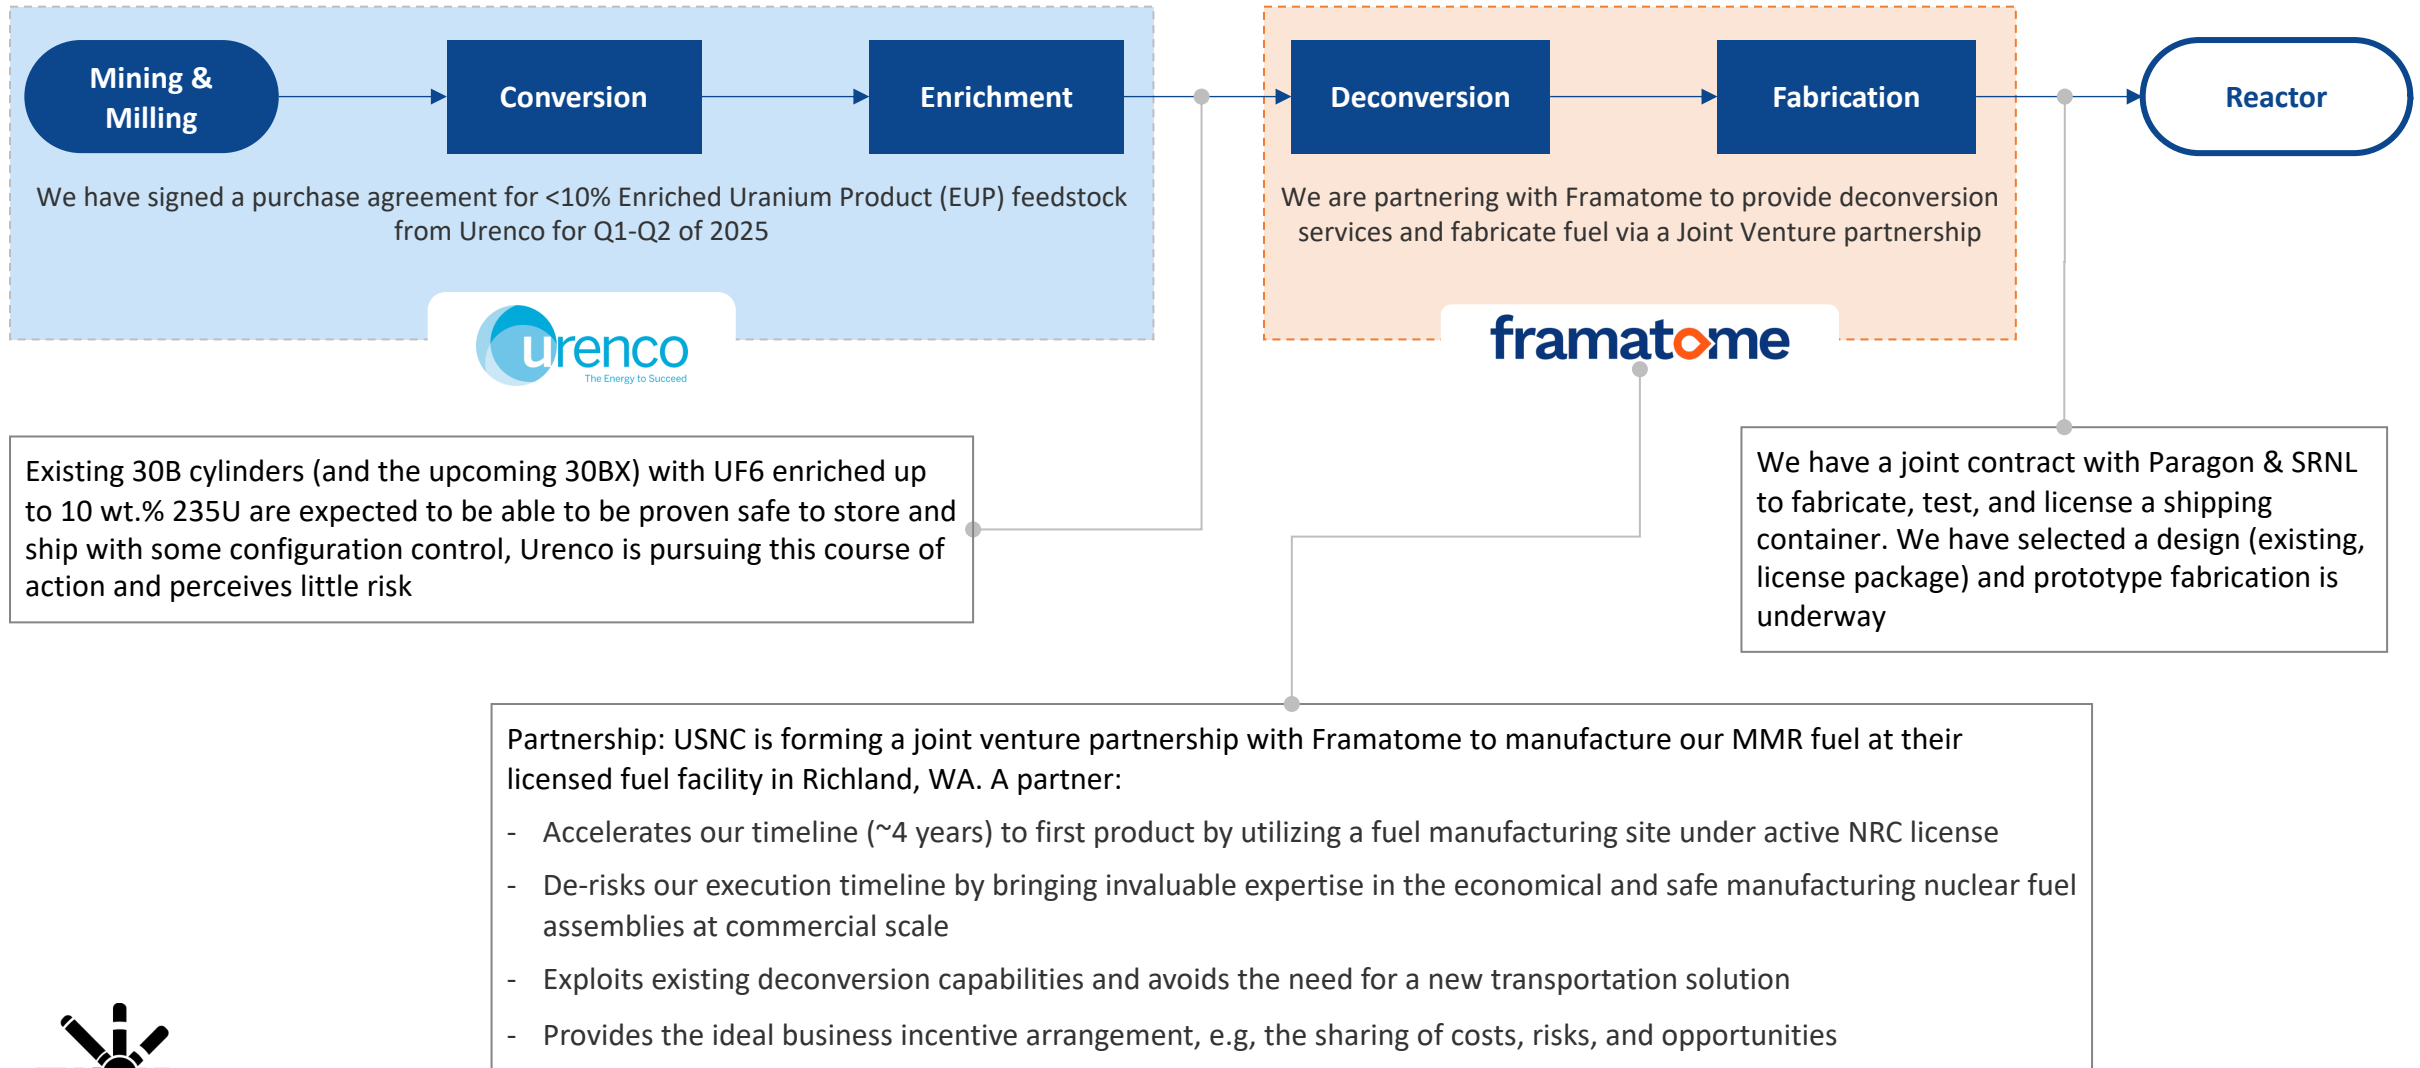 Mining &
Milling
Conversion
Enrichment
Deconversion
Fabrication
Reactor
We have signed a purchase agreement for <10% Enriched Uranium Product (EUP) feedstock
from Urenco for Q1-Q2 of 2025
We are partnering with Framatome to provide deconversion
services and fabricate fuel via a Joint Venture partnership
urenco
The Energy to Succeed
framatome
Existing 30B cylinders (and the upcoming 30BX) with UF6 enriched up
to 10 wt.% 235U are expected to be able to be proven safe to store and
ship with some configuration control, Urenco is pursuing this course of
action and perceives little risk
We have a joint contract with Paragon & SRNL
to fabricate, test, and license a shipping
container. We have selected a design (existing,
license package) and prototype fabrication is
underway
Partnership: USNC is forming a joint venture partnership with Framatome to manufacture our MMR fuel at their
licensed fuel facility in Richland, WA. A partner:
- Accelerates our timeline (~4 years) to first product by utilizing a fuel manufacturing site under active NRC license
- De-risks our execution timeline by bringing invaluable expertise in the economical and safe manufacturing nuclear fuel
assemblies at commercial scale
- Exploits existing deconversion capabilities and avoids the need for a new transportation solution
- Provides the ideal business incentive arrangement, e.g, the sharing of costs, risks, and opportunities